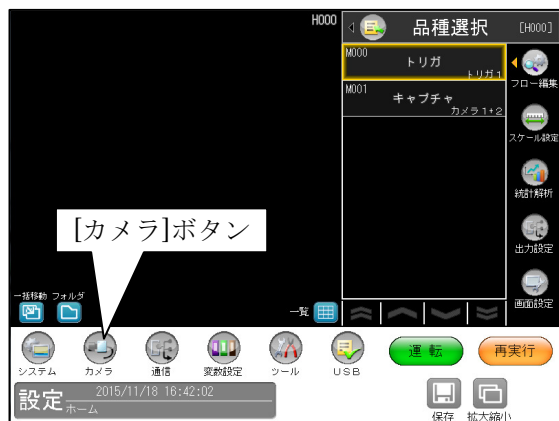 H000
品種選択
[H000]
M000
トリガ
トリガ1
M001
キャプチャ
カメラ1+2
フロー編集
スケール設定
統計解析
出力設定
画面設定
[カメラ]ボタン
一括移動 フォルダ
一覧
システム
カメラ
通信
変数設定
ツール
USB
運転
再実行
設定
2015/11/18 16:42:02
ホーム
保存
拡大縮小